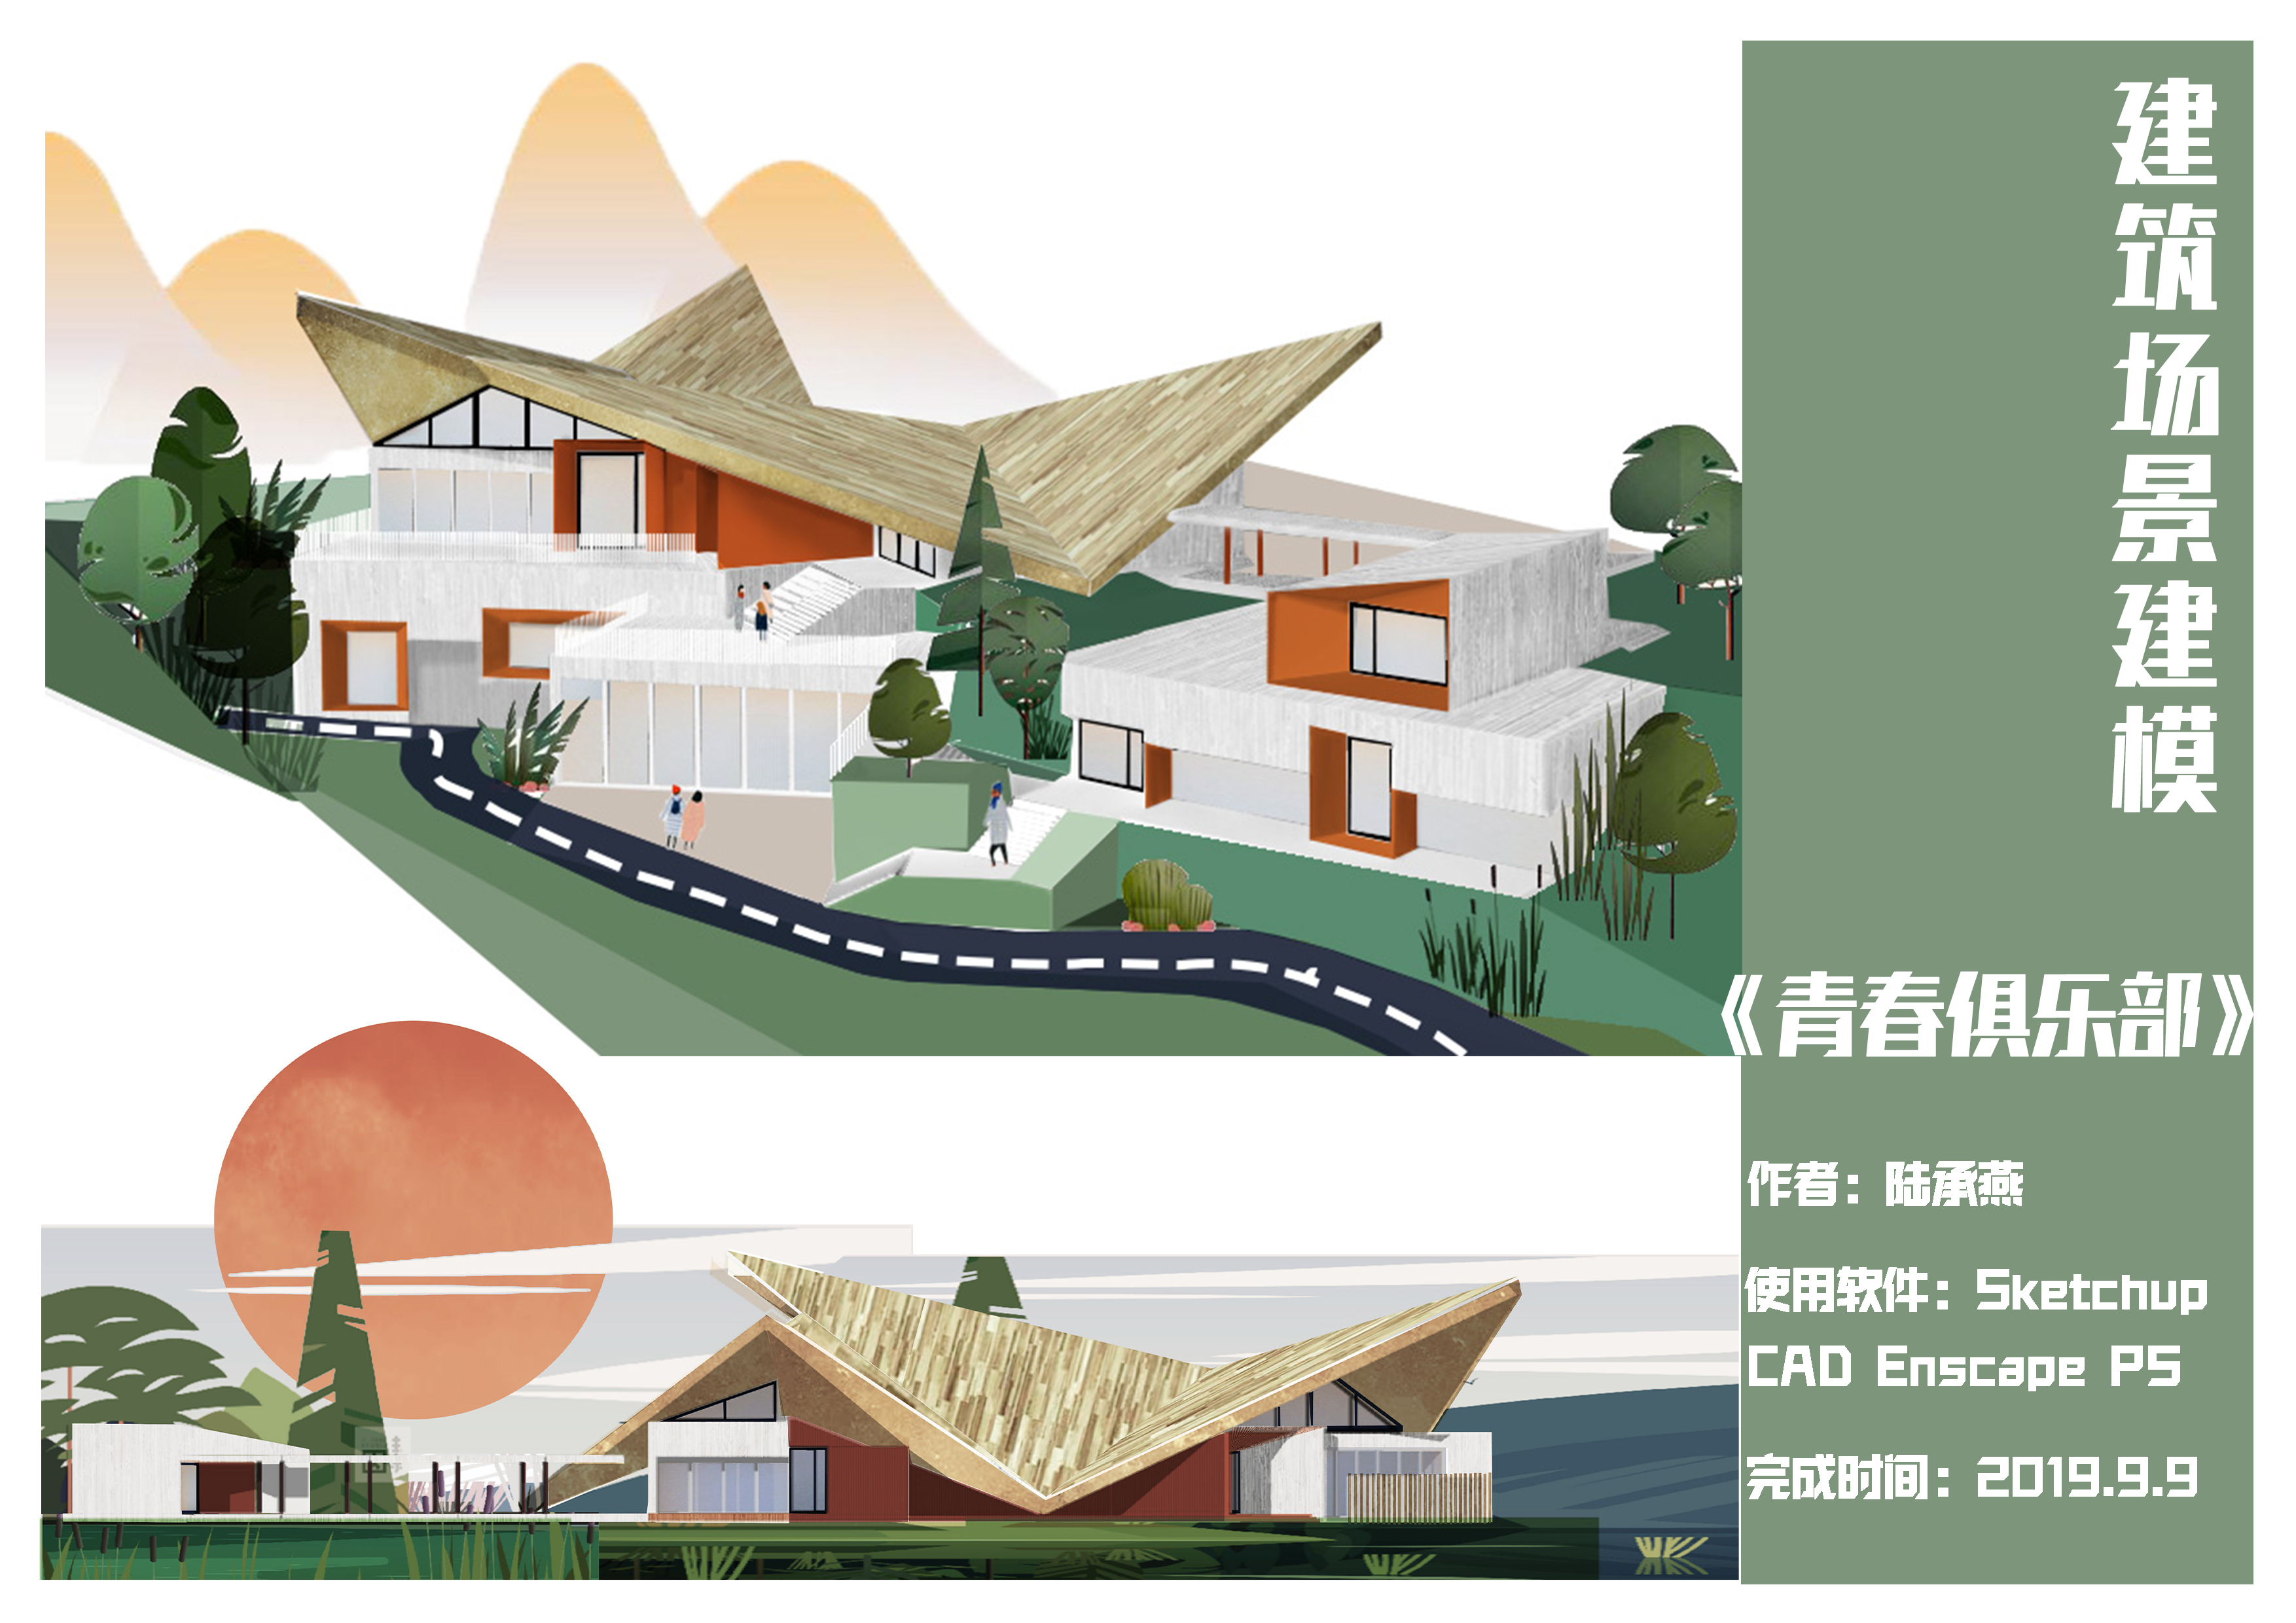 建筑场景建模
《青春俱乐部》
作者：陆承燕
使用软件：Sketchup
CAD Enscape PS
完成时间：2019.9.9